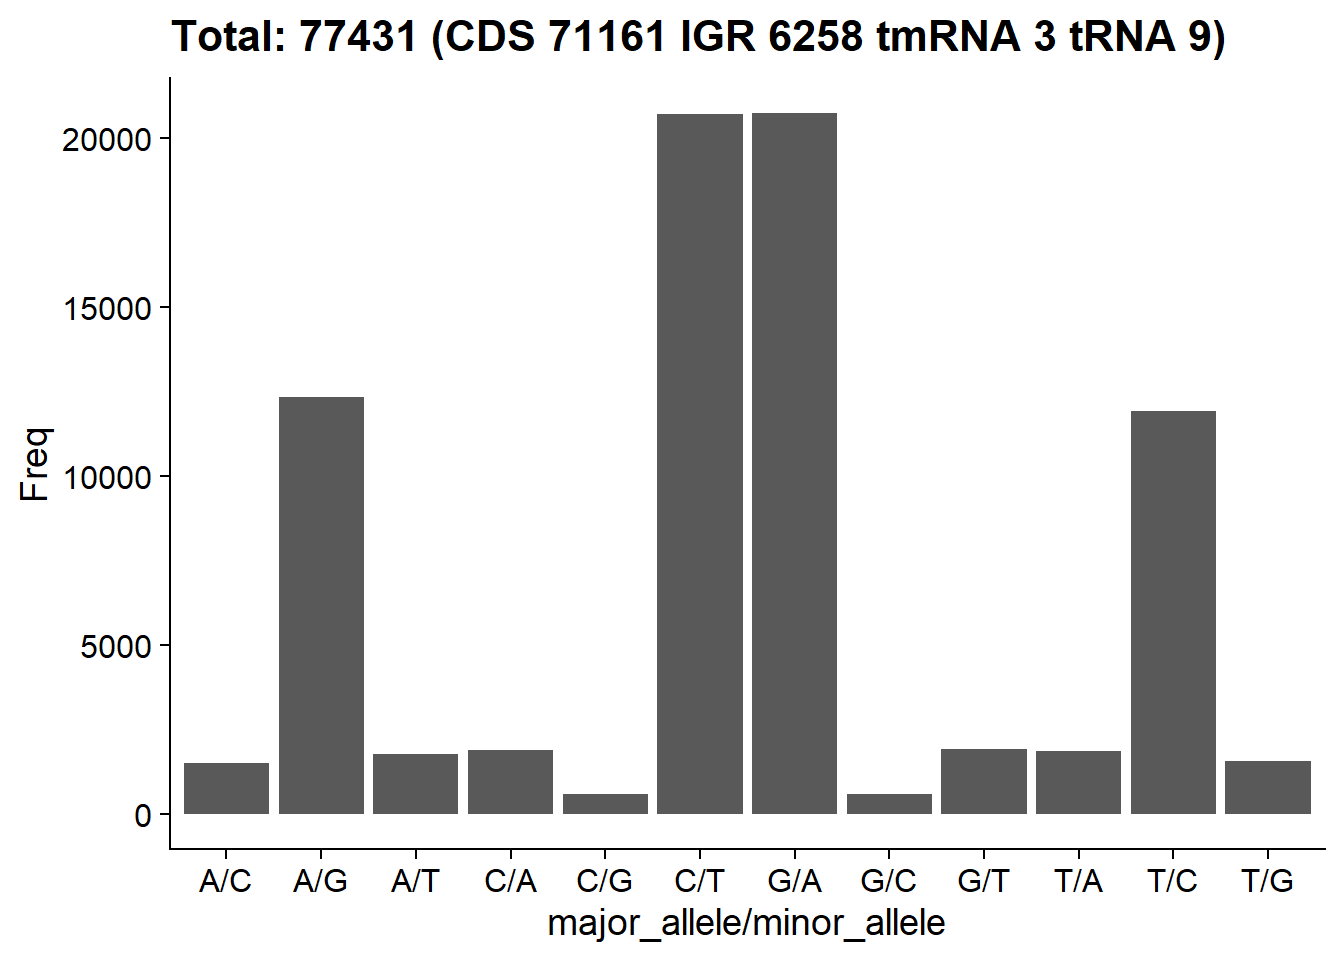 Total: 77431 (CDS 71161 IGR 6258 tmRNA 3 tRNA 9)
20000
15000
10000
5000
0
Freq
A/C A/G A/T C/A C/G C/T G/A G/C G/T T/A T/C T/G
major_allele/minor_allele